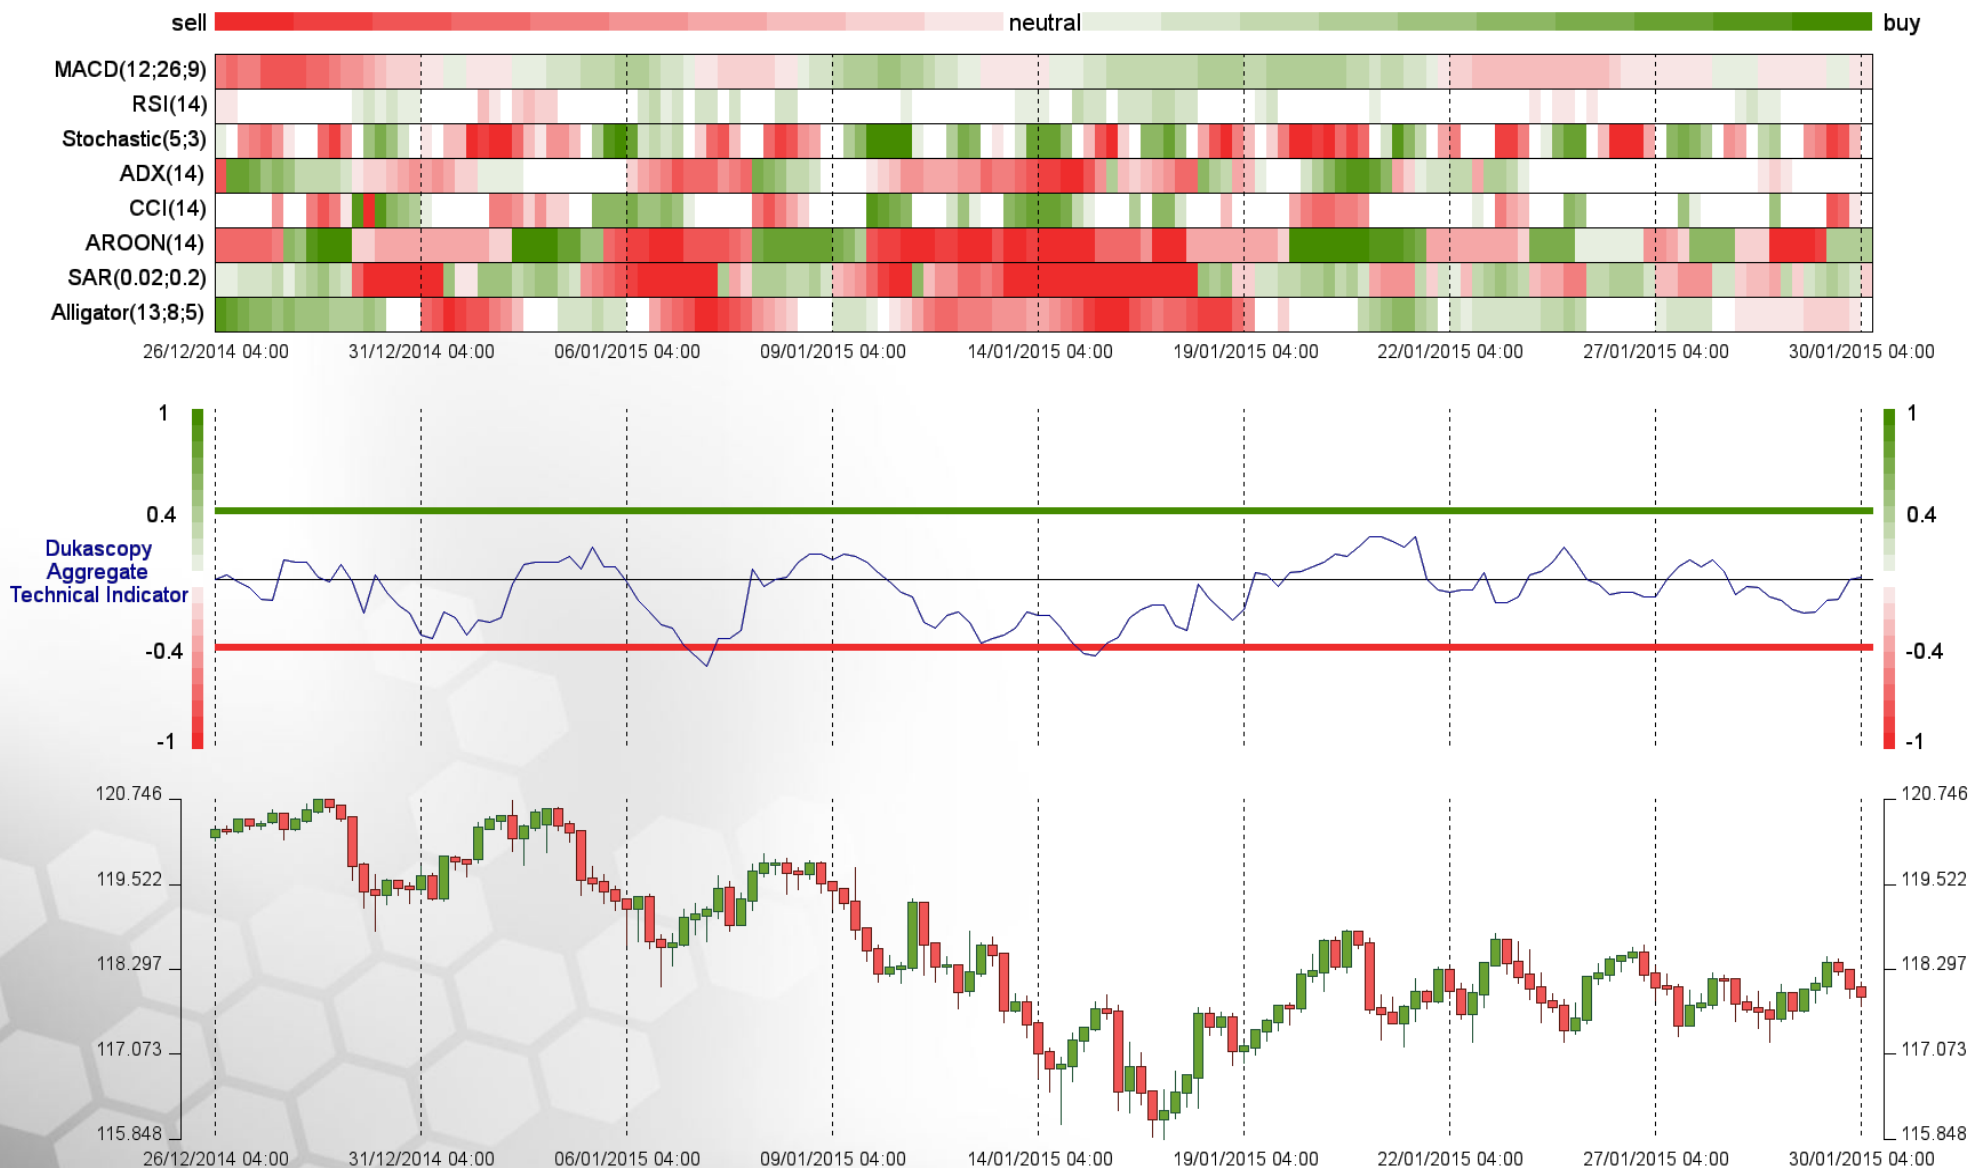 sell neutral buy
MACD(12;26;9)
RSI(14)
Stochastic(5;3)
ADX(14)
CCI(14)
AROON(14)
SAR(0.02;0.2)
Alligator(13;8;5)
26/12/2014 04:00 31/12/2014 04:00 06/01/2015 04:00 09/01/2015 04:00 14/01/2015 04:00 19/01/2015 04:00 22/01/2015 04:00 27/01/2015 04:00 30/01/2015 04:00
1 1
0.4 0.4
Dukascopy
Aggregate
Technical Indicator
-0.4 -0.4
-1 -1
120.746 120.746
119.522 119.522
118.297 118.297
117.073 117.073
115.848 115.848
26/12/2014 04:00 31/12/2014 04:00 06/01/2015 04:00 09/01/2015 04:00 14/01/2015 04:00 19/01/2015 04:00 22/01/2015 04:00 27/01/2015 04:00 30/01/2015 04:00